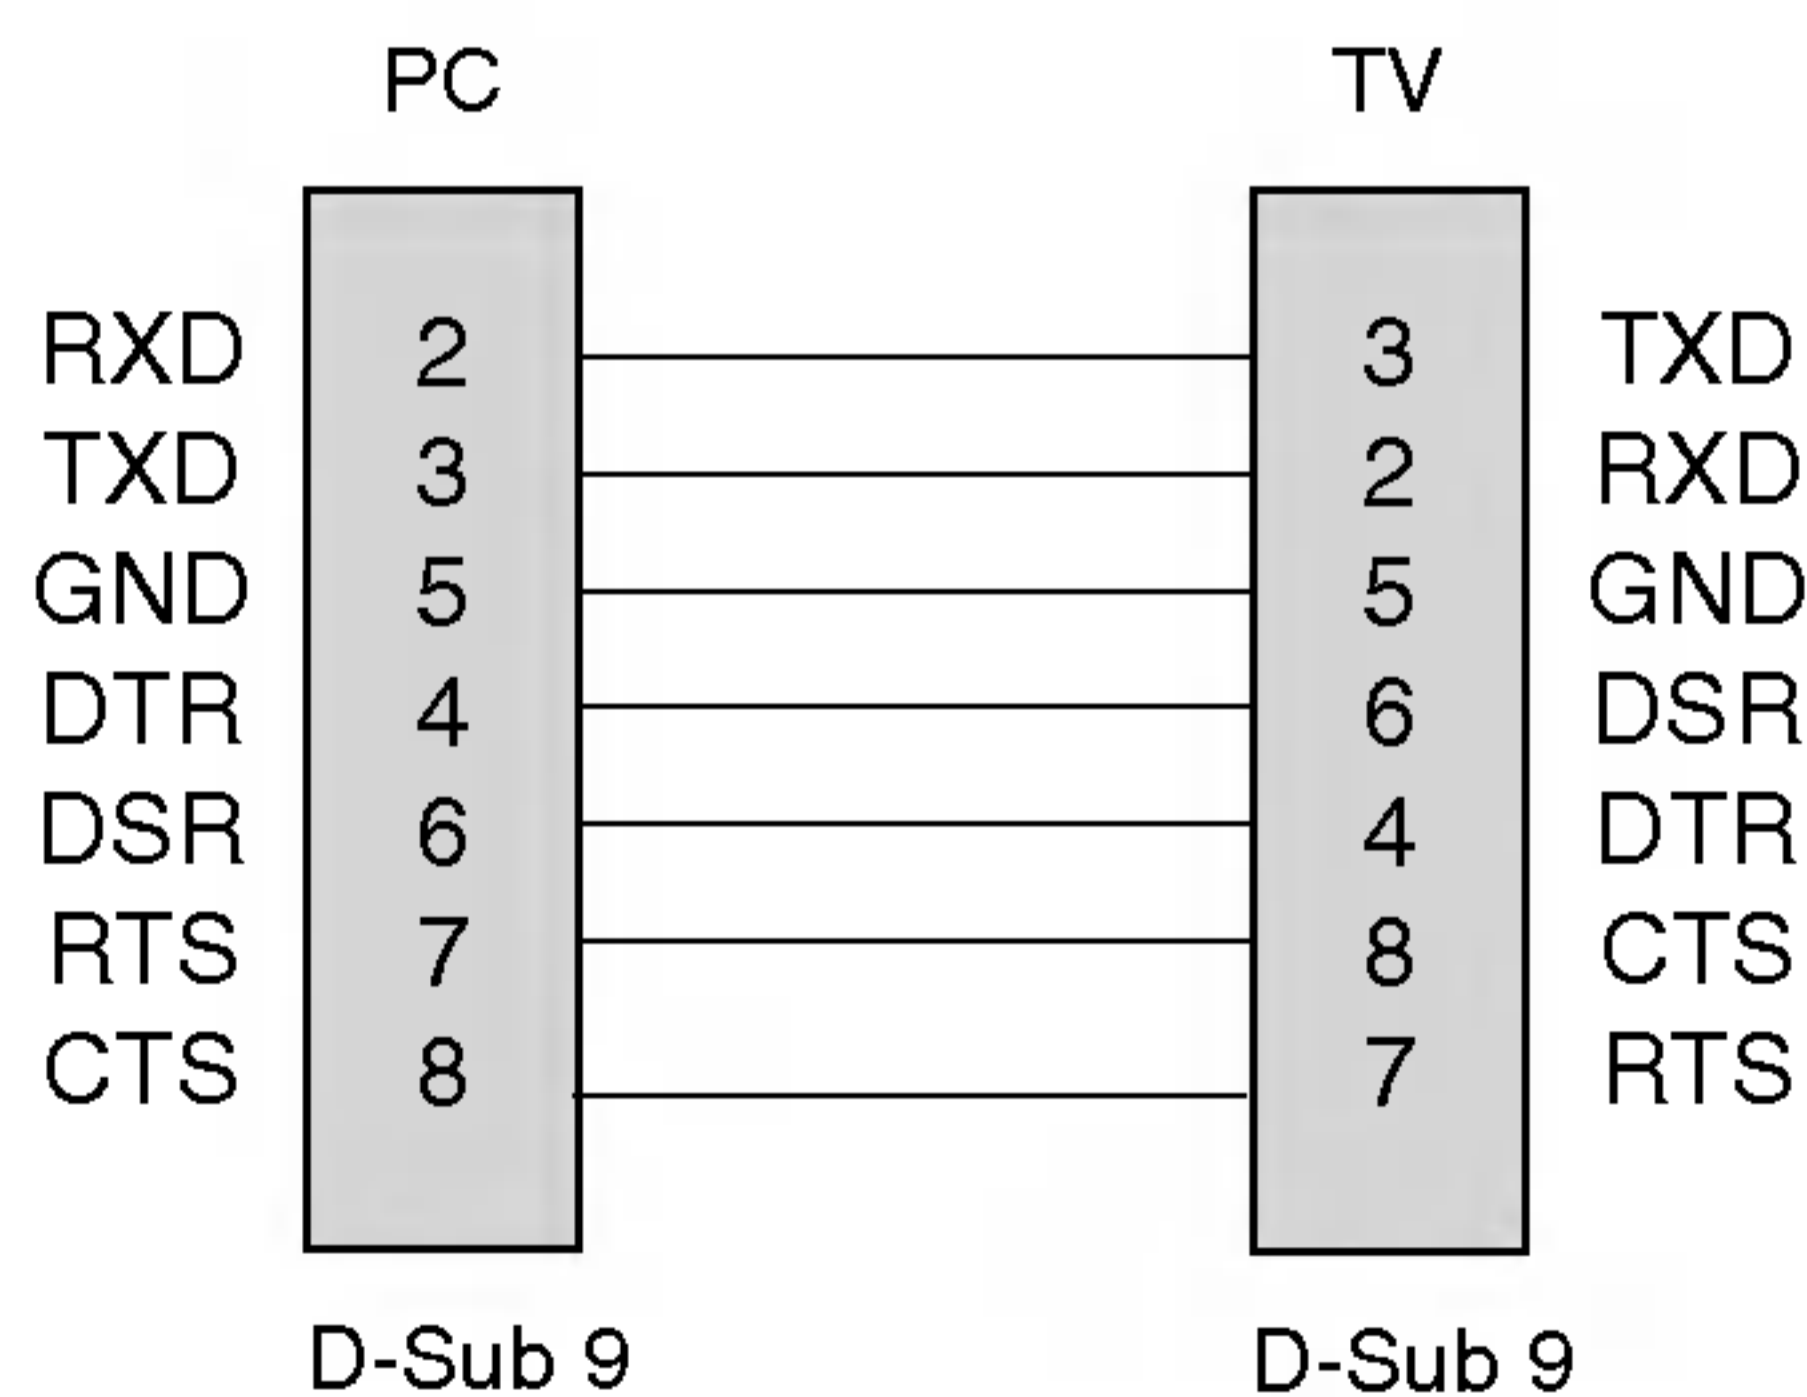 PC TV
RXD 2 3 TXD
TXD 3 2 RXD
GND 5 5 GND
DTR 4 6 DSR
DSR 6 4 DTR
RTS 7 8 CTS
CTS 8 7 RTS
D-Sub 9 D-Sub 9